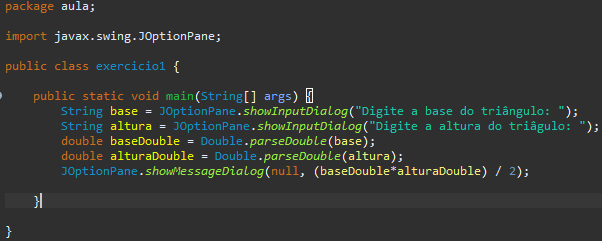 package aula;
import javax.swing.JOptionPane;
public class exercicio1 {
public static void main(String[] args) {
String base = JOptionPane.showInputDialog("Digite a base do triângulo: ");
String altura = JOptionPane.showInputDialog("Digite a altura do triâgulo: ");
double baseDouble = Double.parseDouble(base);
double alturaDouble = Double.parseDouble(altura);
JOptionPane.showMessageDialog(null, (baseDouble*alturaDouble) / 2);
}
}